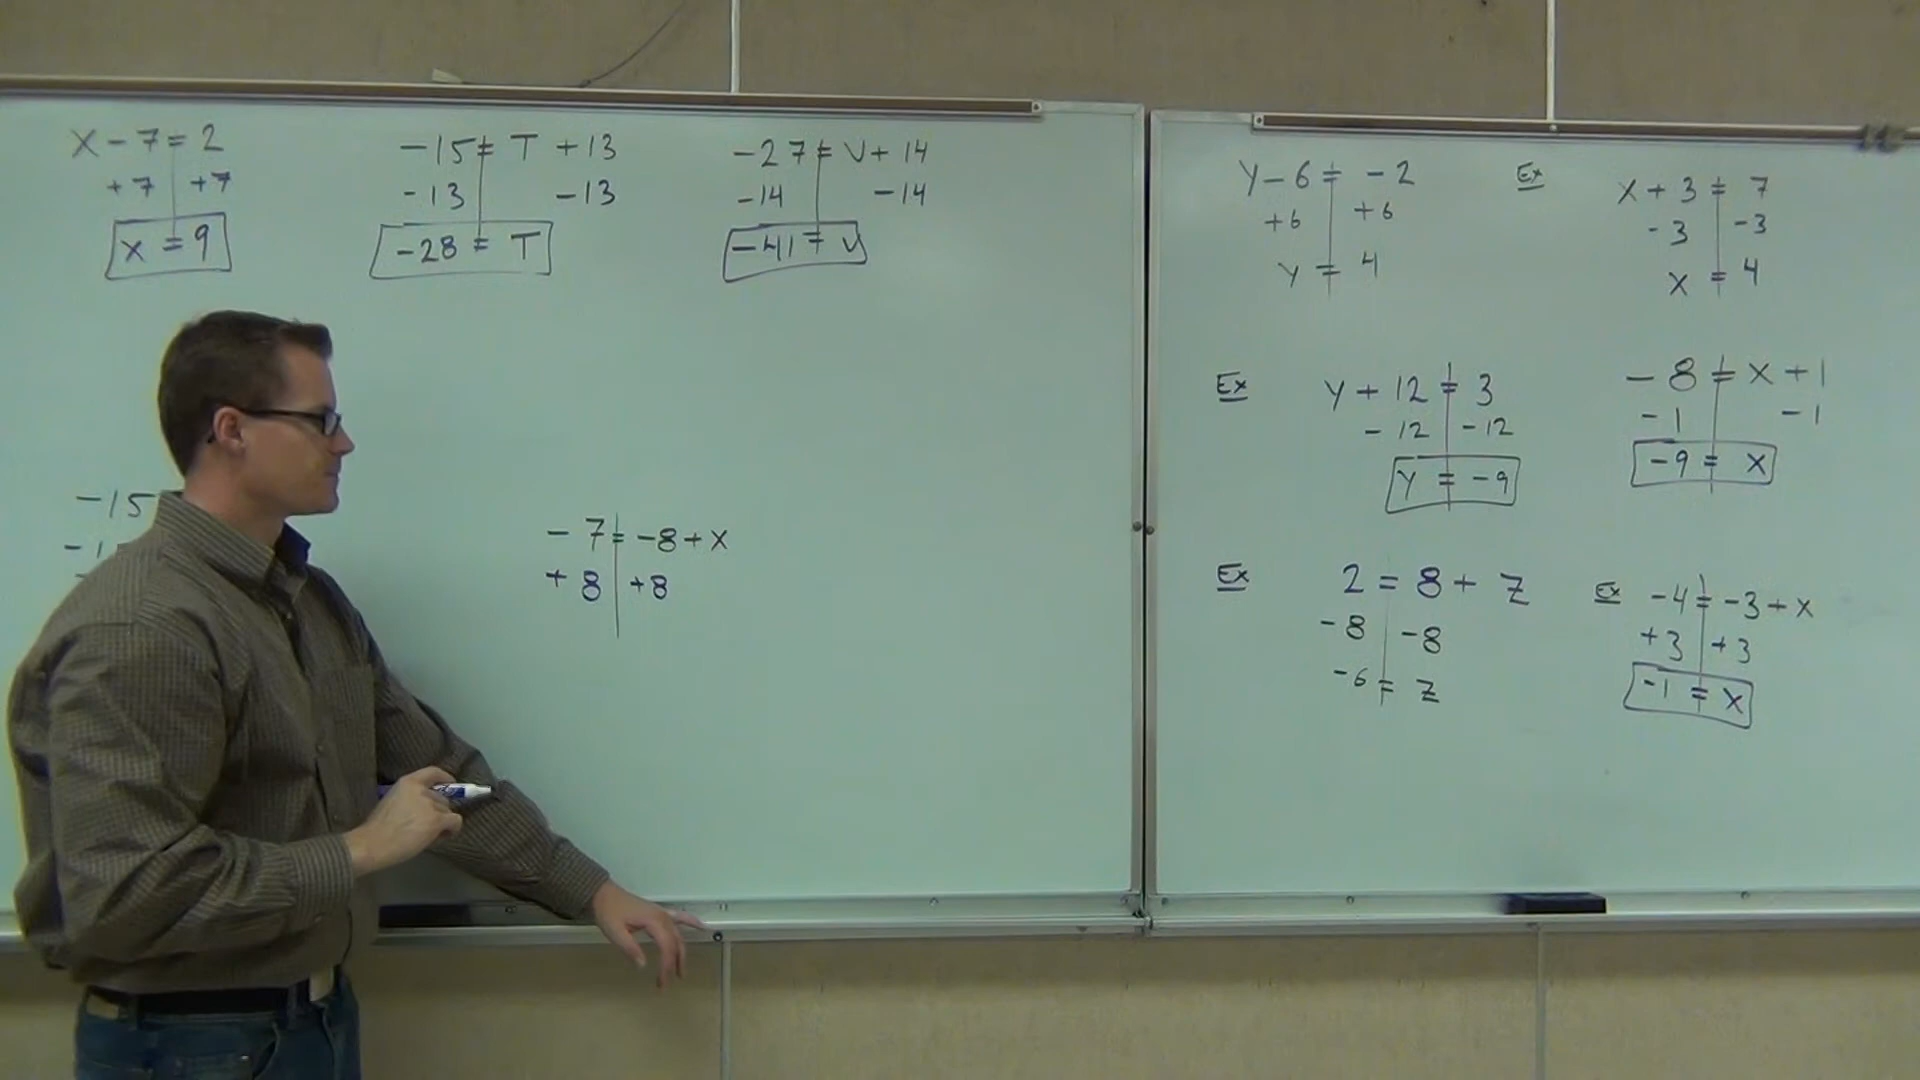 X - 7 = 2
+7 +7
X = 9
-15 = T + 13
-13 -13
-28 = T
-27 = V + 14
-14 -14
-41 = V
-15
-7 = -8 + X
+8 +8
Y - 6 = -2
+6 +6
Y = 4
Ex
X + 3 = 7
-3 -3
X = 4
Ex
Y + 12 = 3
-12 -12
Y = -9
-8 = X + 1
-1 -1
-9 = X
Ex
2 = 8 + Z
-8 -8
-6 = Z
Ex
-4 = -3 + X
+3 +3
-1 = X